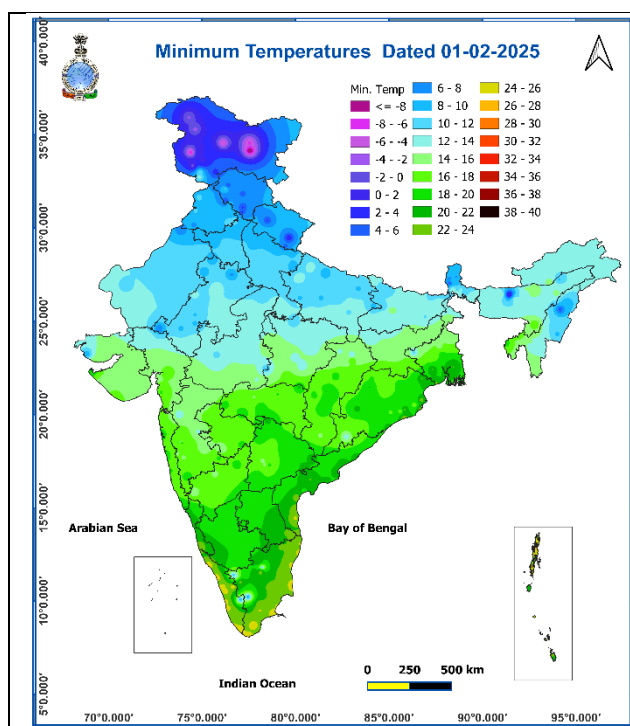 Minimum Temperatures Dated 01-02-2025
Min. Temp
<= -8
-8 - -6
-6 - -4
-4 - -2
-2 - 0
0 - 2
2 - 4
4 - 6
6 - 8
8 - 10
10 - 12
12 - 14
14 - 16
16 - 18
18 - 20
20 - 22
22 - 24
24 - 26
26 - 28
28 - 30
30 - 32
32 - 34
34 - 36
36 - 38
38 - 40
40°0.000'
35°0.000'
30°0.000'
25°0.000'
20°0.000'
15°0.000'
10°0.000'
5°0.000'
Arabian Sea
Bay of Bengal
Indian Ocean
0 250 500 km
70°0.000' 75°0.000' 80°0.000' 85°0.000' 90°0.000' 95°0.000'